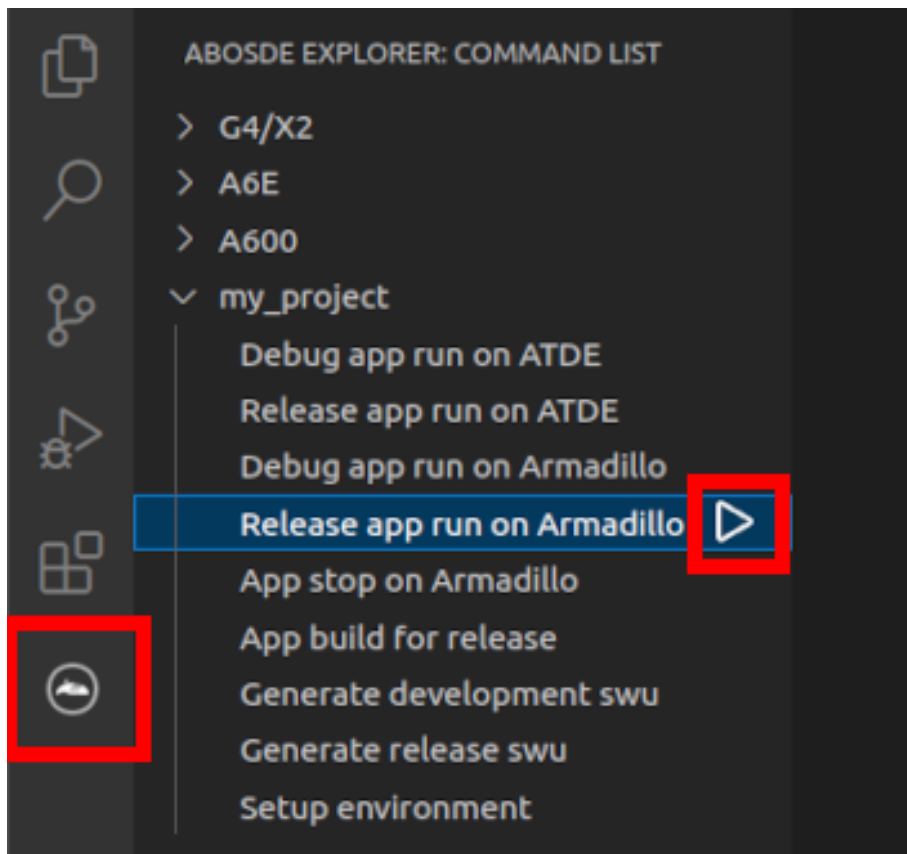 ABOSDE EXPLORER: COMMAND LIST
G4/X2
A6E
A600
my_project
Debug app run on ATDE
Release app run on ATDE
Debug app run on Armadillo
Release app run on Armadillo
App stop on Armadillo
App build for release
Generate development swu
Generate release swu
Setup environment